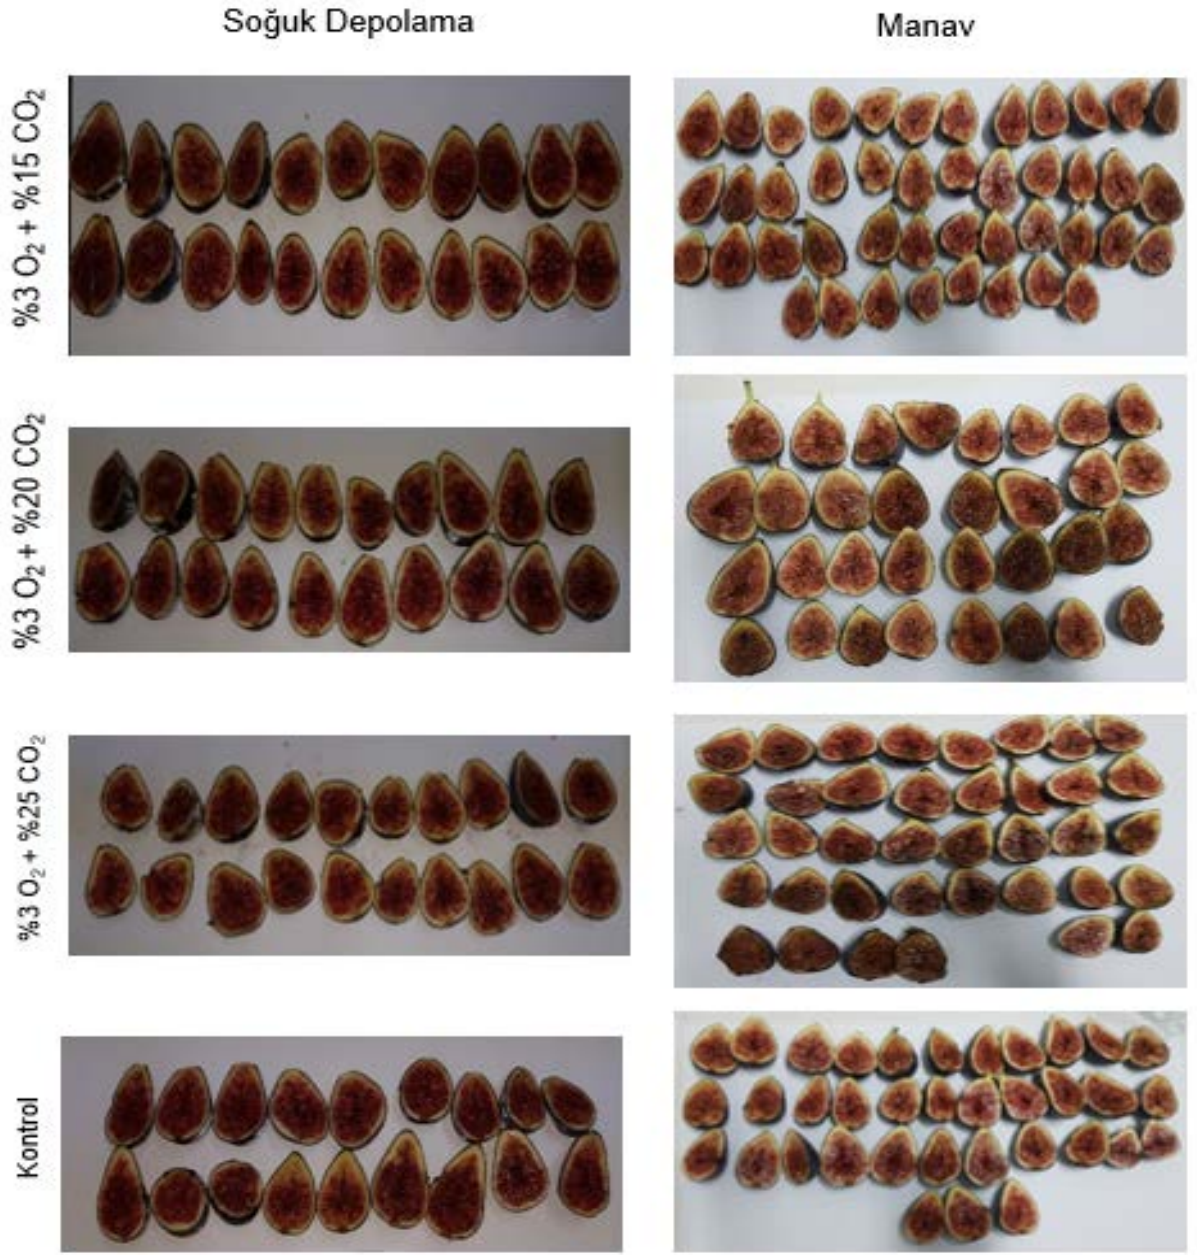 Soğuk Depolama
Manav
%3 O₂ + %15 CO₂
%3 O₂ + %20 CO₂
%3 O₂ + %25 CO₂
Kontrol